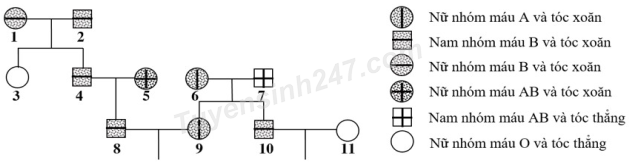 1
2
3
4
5
6
7
8
9
10
11
Tuyensinh247.com
Nữ nhóm máu A và tóc xoăn
Nam nhóm máu B và tóc xoăn
Nữ nhóm máu B và tóc xoăn
Nữ nhóm máu AB và tóc xoăn
Nam nhóm máu AB và tóc thẳng
Nữ nhóm máu O và tóc thẳng